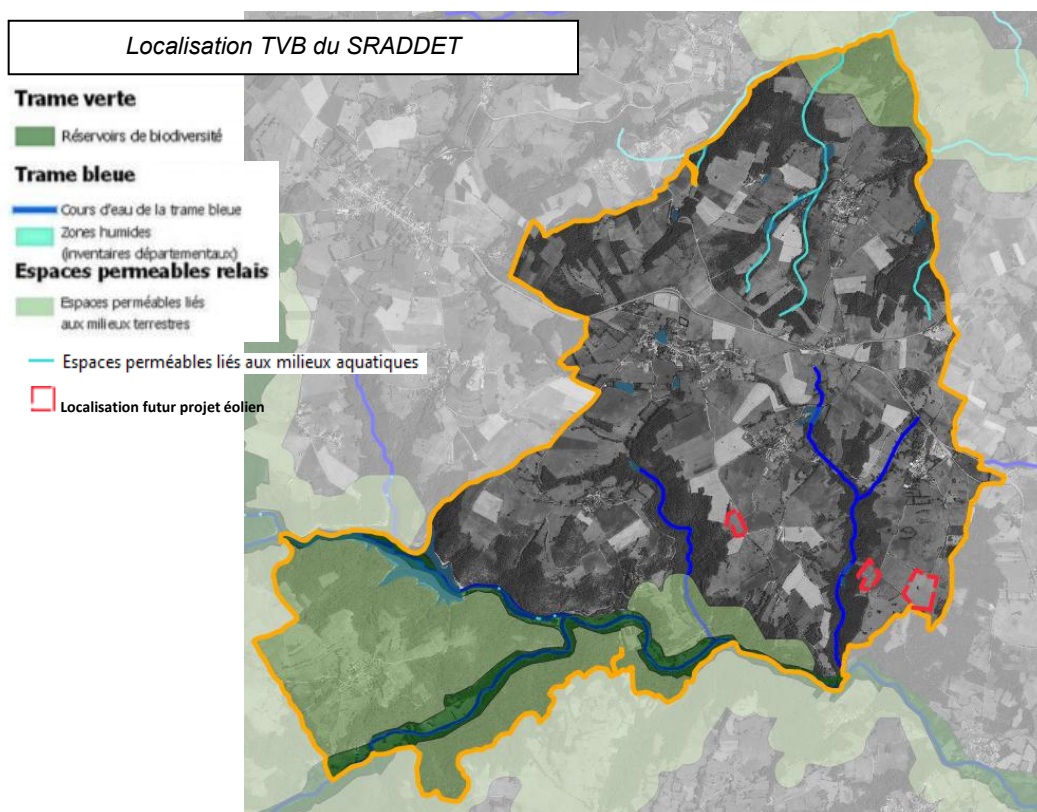 Localisation TVB du SRADDET
Trame verte
Réservoirs de biodiversité
Trame bleue
Cours d'eau de la trame bleue
Zones humides
(inventaires départementaux)
Espaces permeables relais
Espaces perméables liés
aux milieux terrestres
Espaces perméables liés aux milieux aquatiques
Localisation futur projet éolien